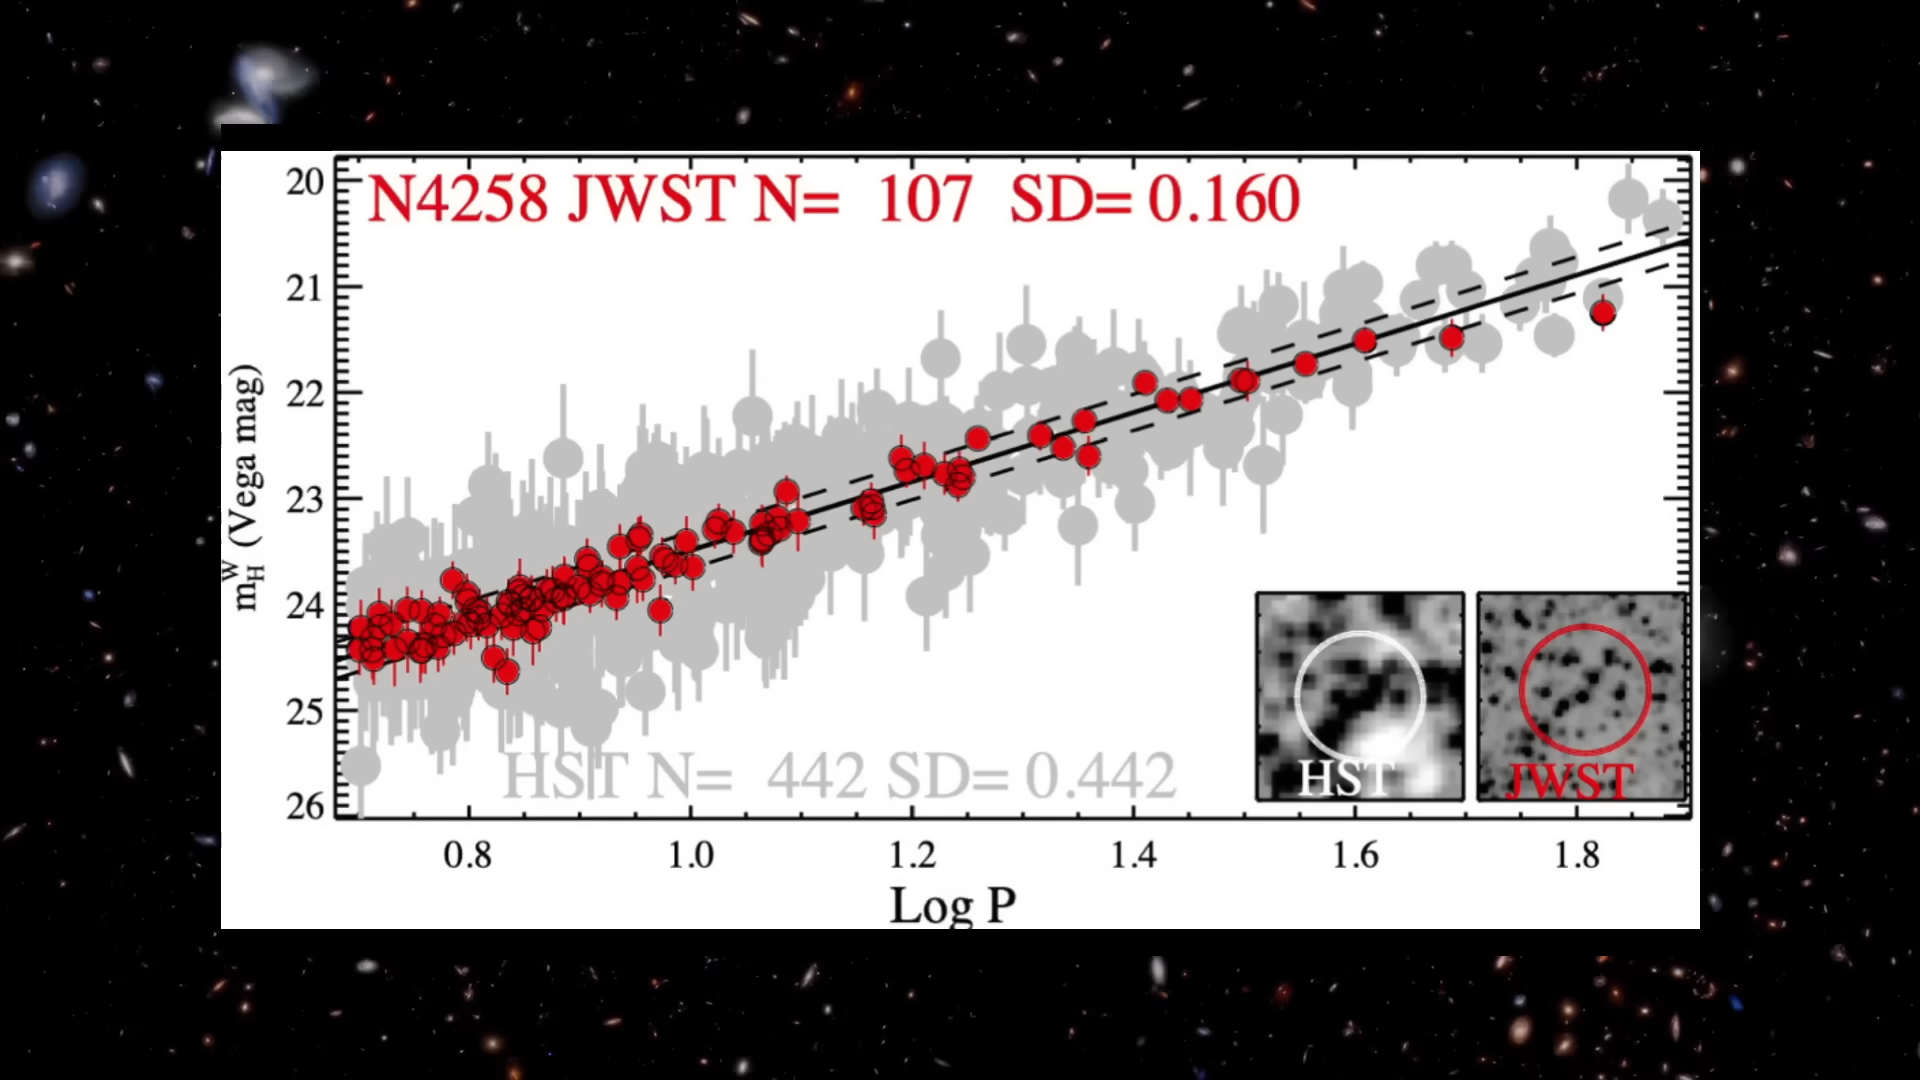 N4258 JWST N= 107 SD= 0.160
20
21
22
23
24
25
26
m_H^W (Vega mag)
HST N= 442 SD= 0.442
HST
JWST
0.8 1.0 1.2 1.4 1.6 1.8
Log P